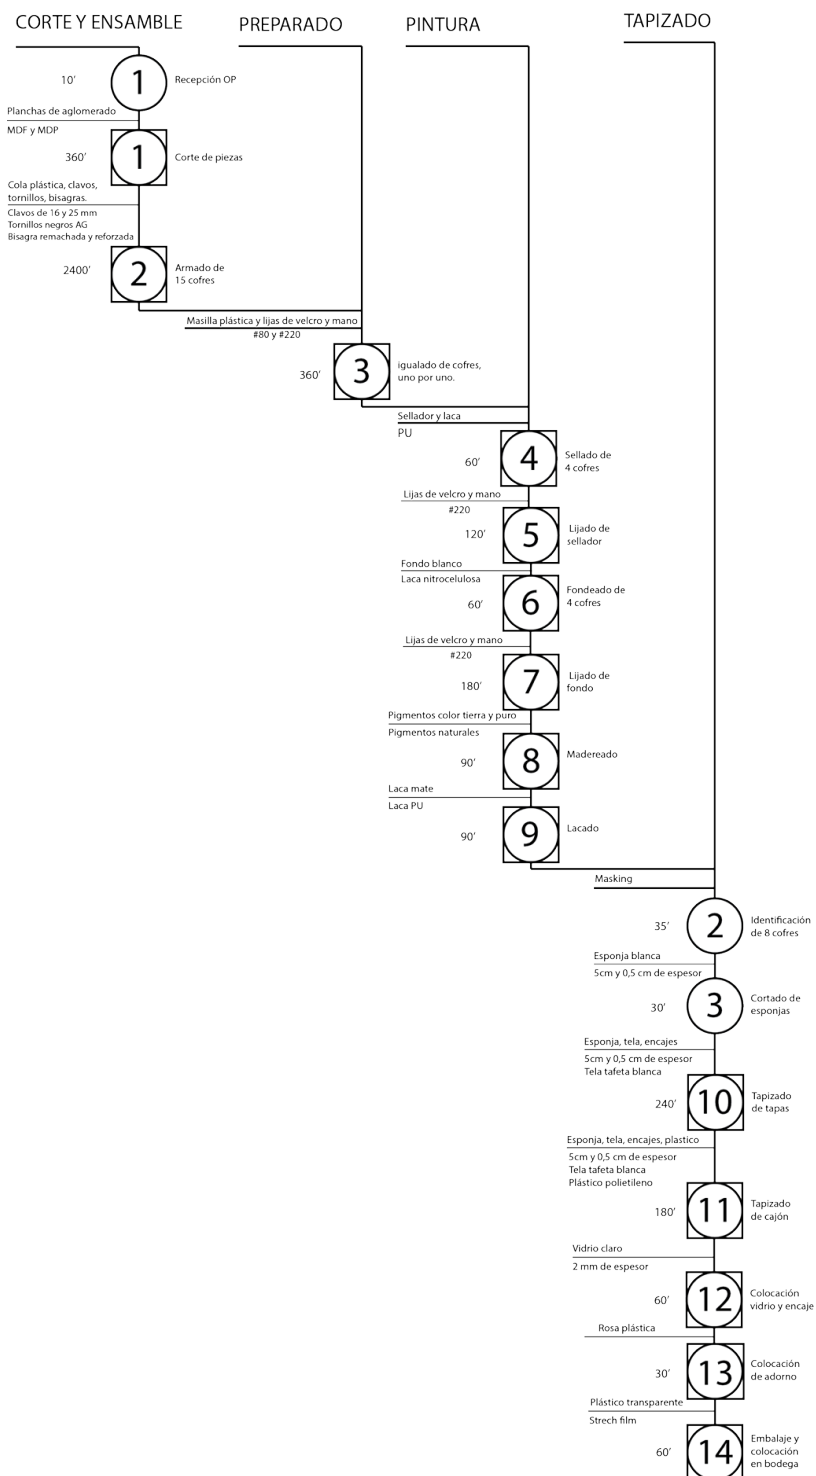 CORTE Y ENSAMBLE
PREPARADO
PINTURA
TAPIZADO
10'
1
Recepción OP
Planchas de aglomerado
MDF y MDP
360'
1
Corte de piezas
Cola plástica, clavos,
tornillos, bisagras.
Clavos de 16 y 25 mm
Tornillos negros AG
Bisagra remachada y reforzada
2400'
2
Armado de
15 cofres
Masilla plástica y lijas de velcro y mano
#80 y #220
360'
3
igualado de cofres,
uno por uno.
Sellador y laca
PU
60'
4
Sellado de
4 cofres
Lijas de velcro y mano
#220
120'
5
Lijado de
sellador
Fondo blanco
Laca nitrocelulosa
60'
6
Fondeado de
4 cofres
Lijas de velcro y mano
#220
180'
7
Lijado de
fondo
Pigmentos color tierra y puro
Pigmentos naturales
90'
8
Madereado
Laca mate
Laca PU
90'
9
Lacado
Masking
35'
2
Identificación
de 8 cofres
Esponja blanca
5cm y 0,5 cm de espesor
30'
3
Cortado de
esponjas
Esponja, tela, encajes
5cm y 0,5 cm de espesor
Tela tafeta blanca
240'
10
Tapizado
de tapas
Esponja, tela, encajes, plastico
5cm y 0,5 cm de espesor
Tela tafeta blanca
Plástico polietileno
180'
11
Tapizado
de cajón
Vidrio claro
2 mm de espesor
60'
12
Colocación
vidrio y encaje
Rosa plástica
30'
13
Colocación
de adorno
Plástico transparente
Strech film
60'
14
Embalaje y
colocación
en bodega